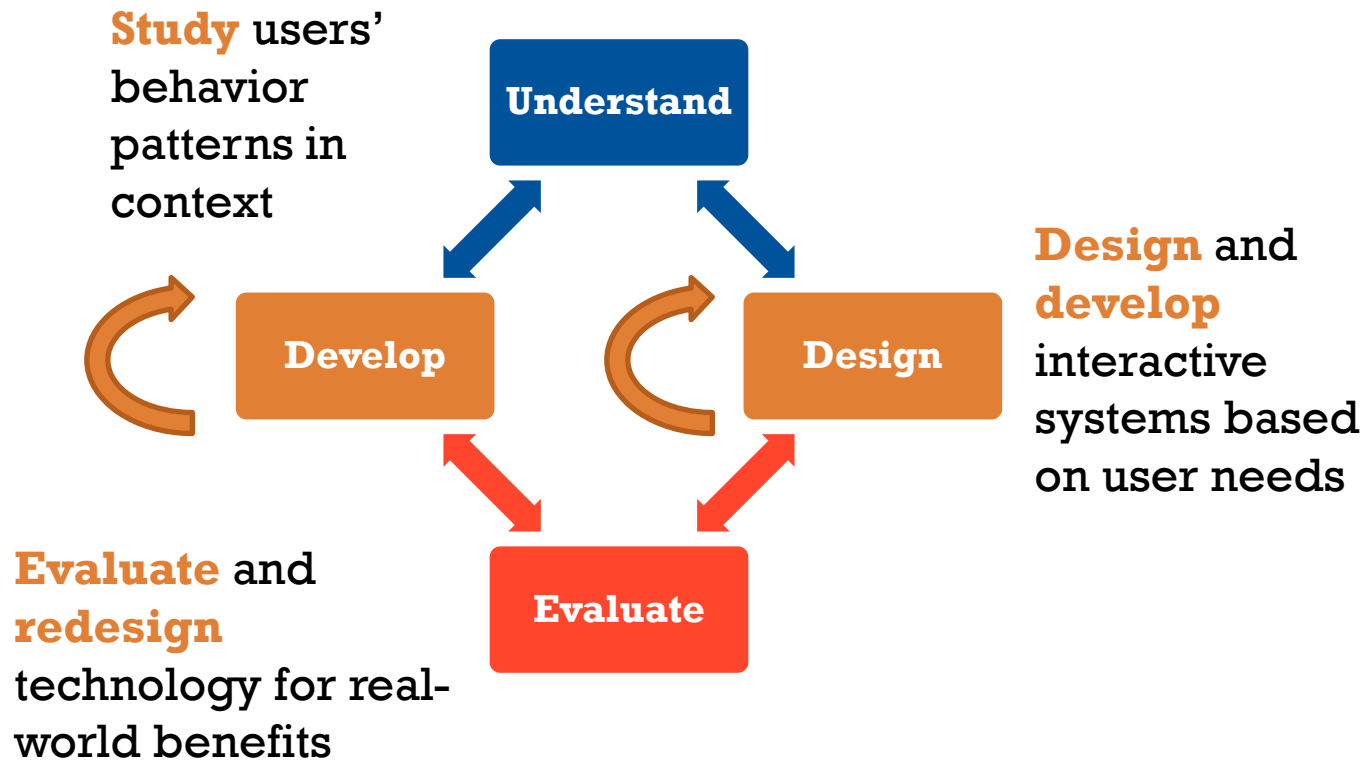 Study users’
behavior
patterns in
context
Understand
Develop
Design
Design and
develop
interactive
systems based
on user needs
Evaluate and
redesign
technology for real-
world benefits
Evaluate